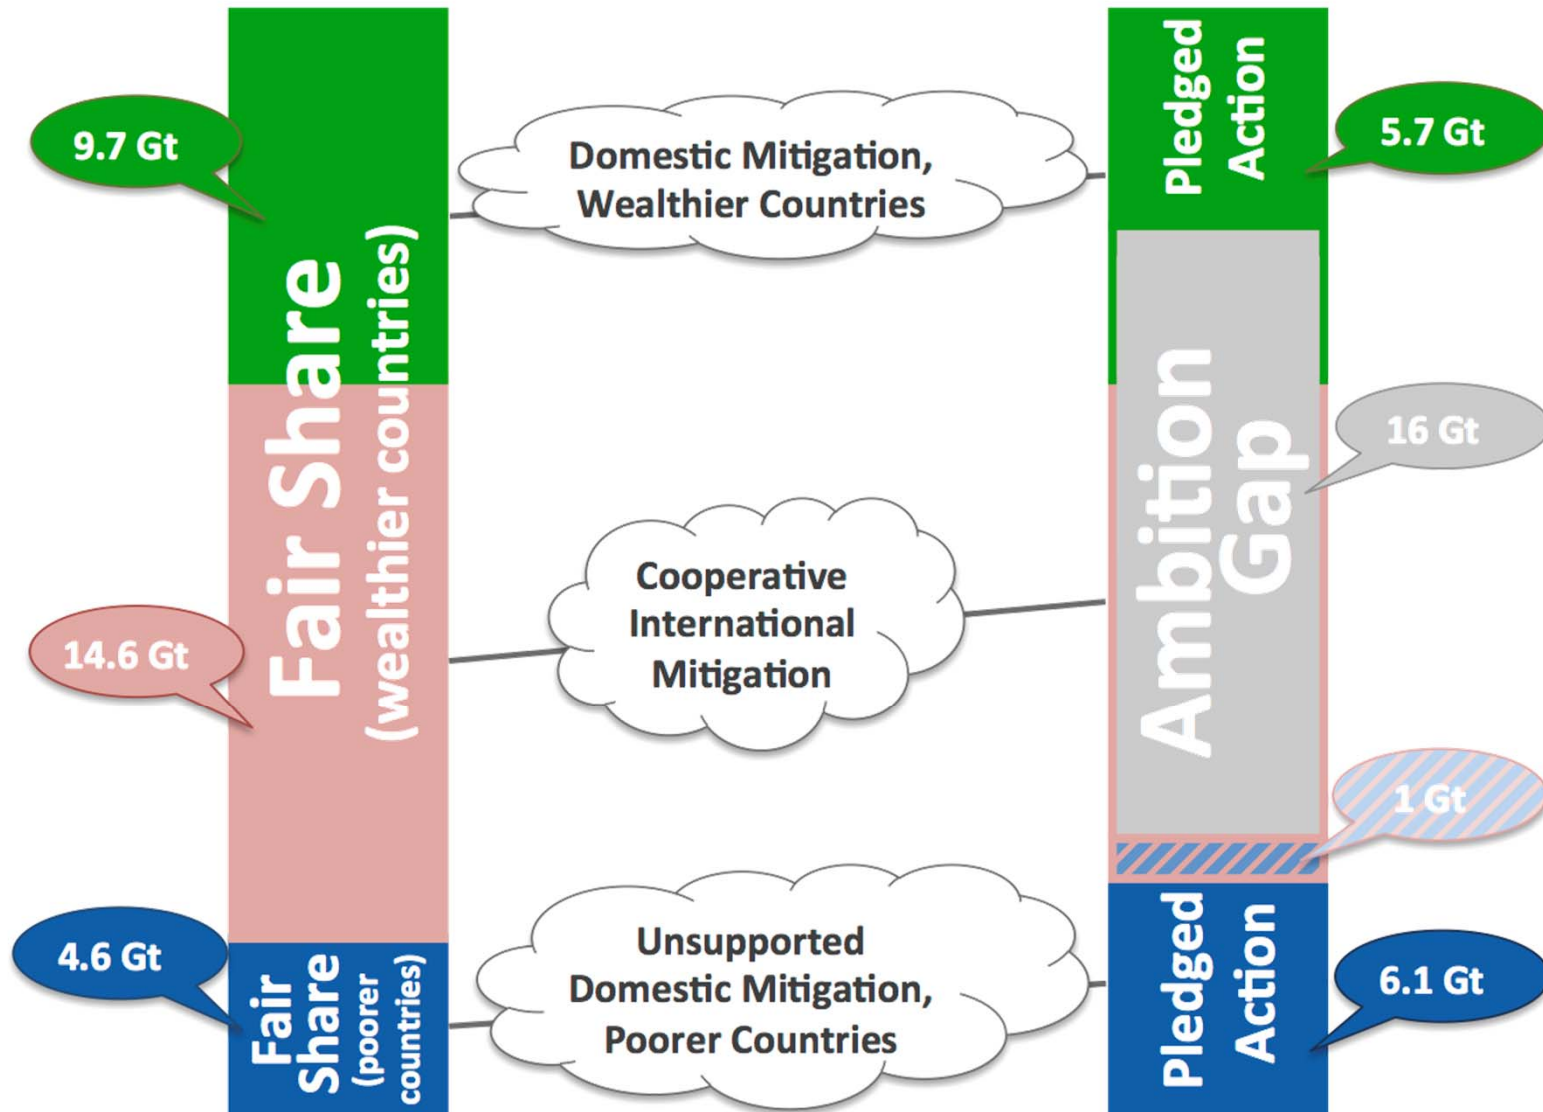 9.7 Gt
14.6 Gt
4.6 Gt
Fair Share
(wealthier countries)
Fair
Share
(poorer
countries)
Domestic Mitigation,
Wealthier Countries
Cooperative
International
Mitigation
Unsupported
Domestic Mitigation,
Poorer Countries
Pledged
Action
Ambition
Gap
Pledged
Action
5.7 Gt
16 Gt
1 Gt
6.1 Gt